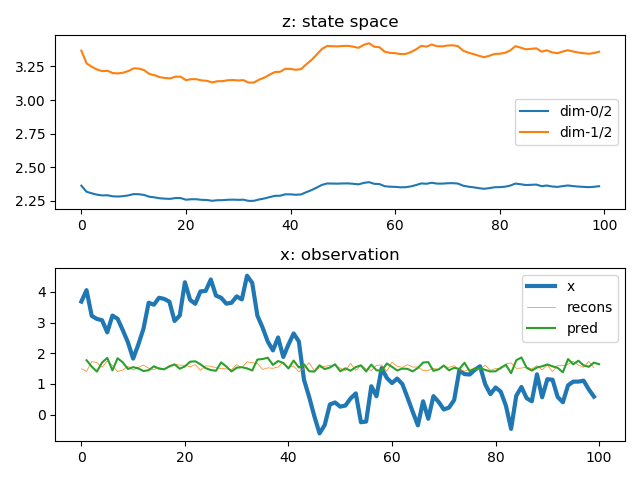 z: state space
3.25
3.00
2.75
2.50
2.25
dim-0/2
dim-1/2
0 20 40 60 80 100
x: observation
4
3
2
1
0
x
recons
pred
0 20 40 60 80 100